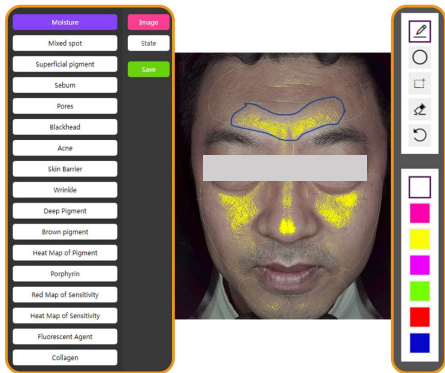 Moisture
Image
Mixed spot
State
Superficial pigment
Save
Sebum
Pores
Blackhead
Acne
Skin Barrier
Wrinkle
Deep Pigment
Brown pigment
Heat Map of Pigment
Porphyrin
Red Map of Sensitivity
Heat Map of Sensitivity
Fluorescent Agent
Collagen